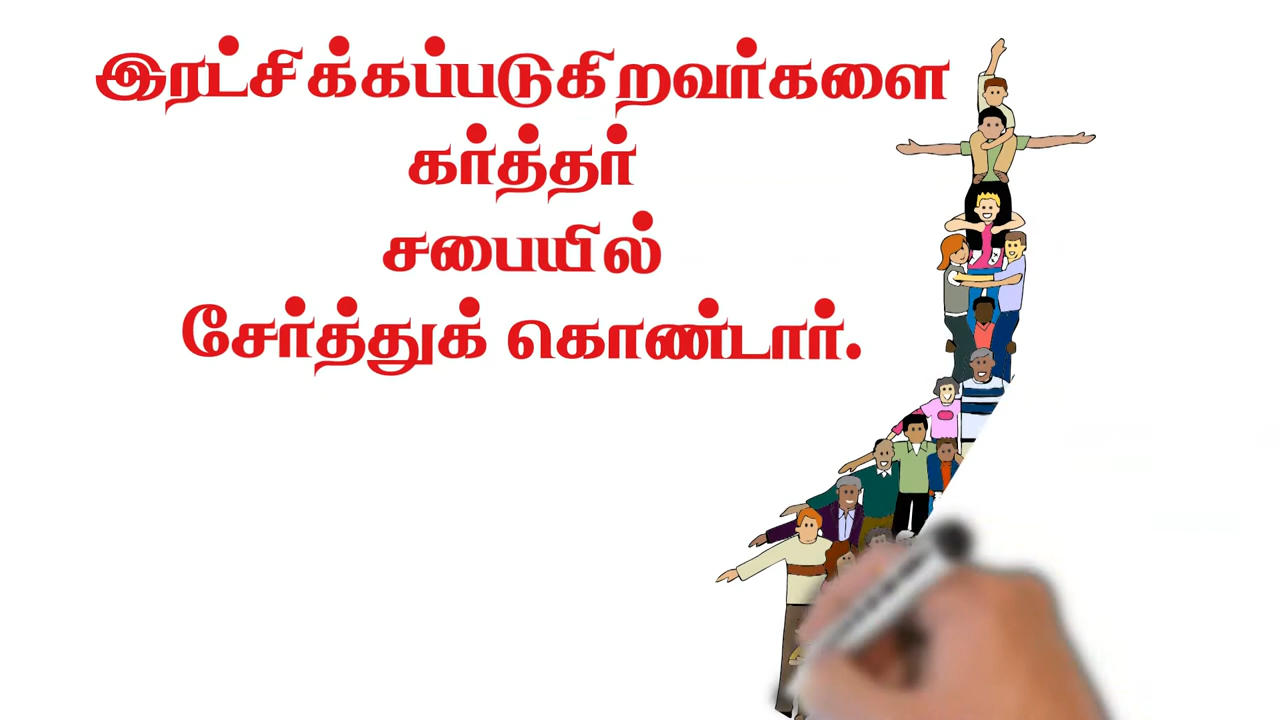 இரட்சிக்கப்படுகிறவர்களை
கர்த்தர்
சபையில்
சேர்த்துக் கொண்டார்.